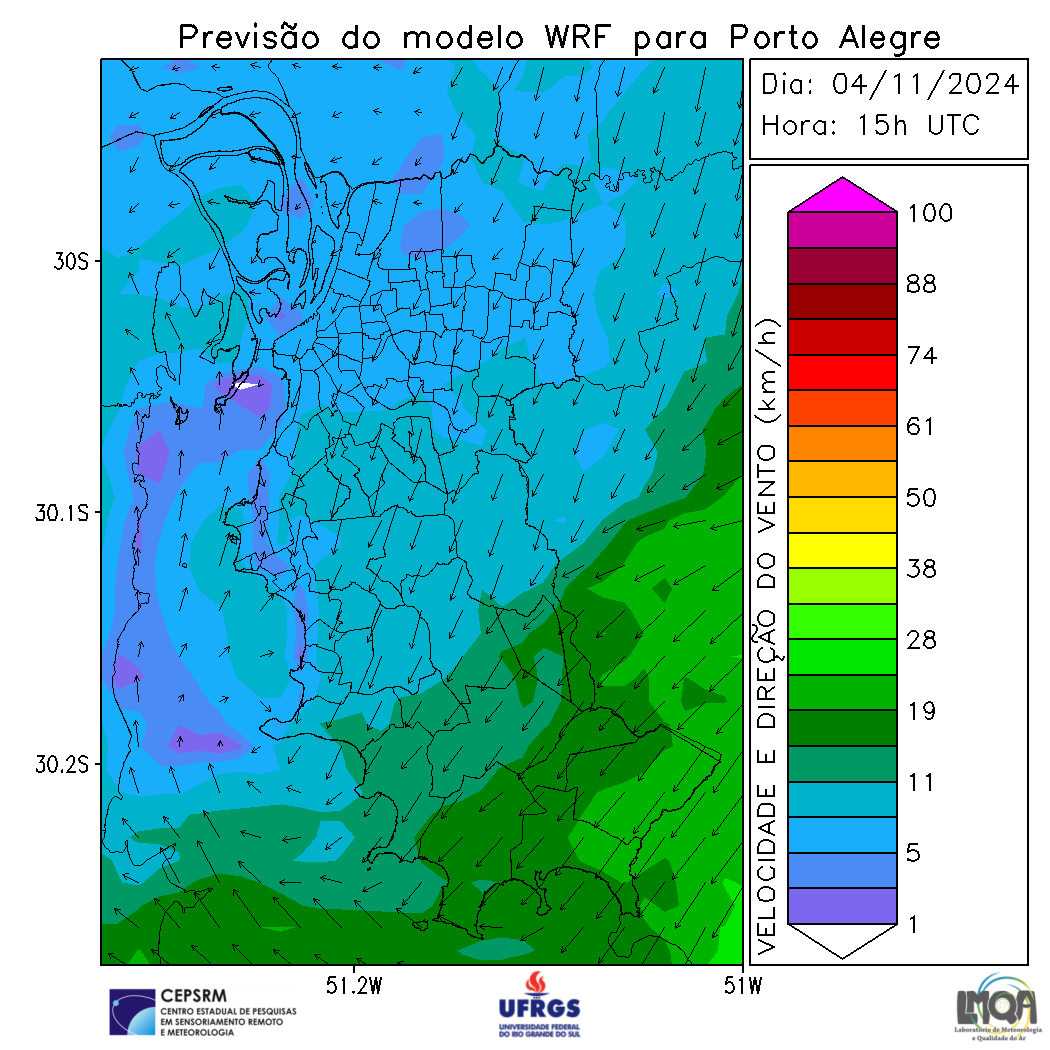 Previsão do modelo WRF para Porto Alegre
Dia: 04/11/2024
Hora: 15h UTC
30S
30.1S
30.2S
51.2W
51W
VELOCIDADE E DIREÇÃO DO VENTO (km/h)
100
88
74
61
50
38
28
19
11
5
1
CEPSRM
CENTRO ESTADUAL DE PESQUISAS
EM SENSORIAMENTO REMOTO
E METEOROLOGIA
UFRGS
UNIVERSIDADE FEDERAL
DO RIO GRANDE DO SUL
LMQA
Laboratório de Meteorologia
e Qualidade do Ar